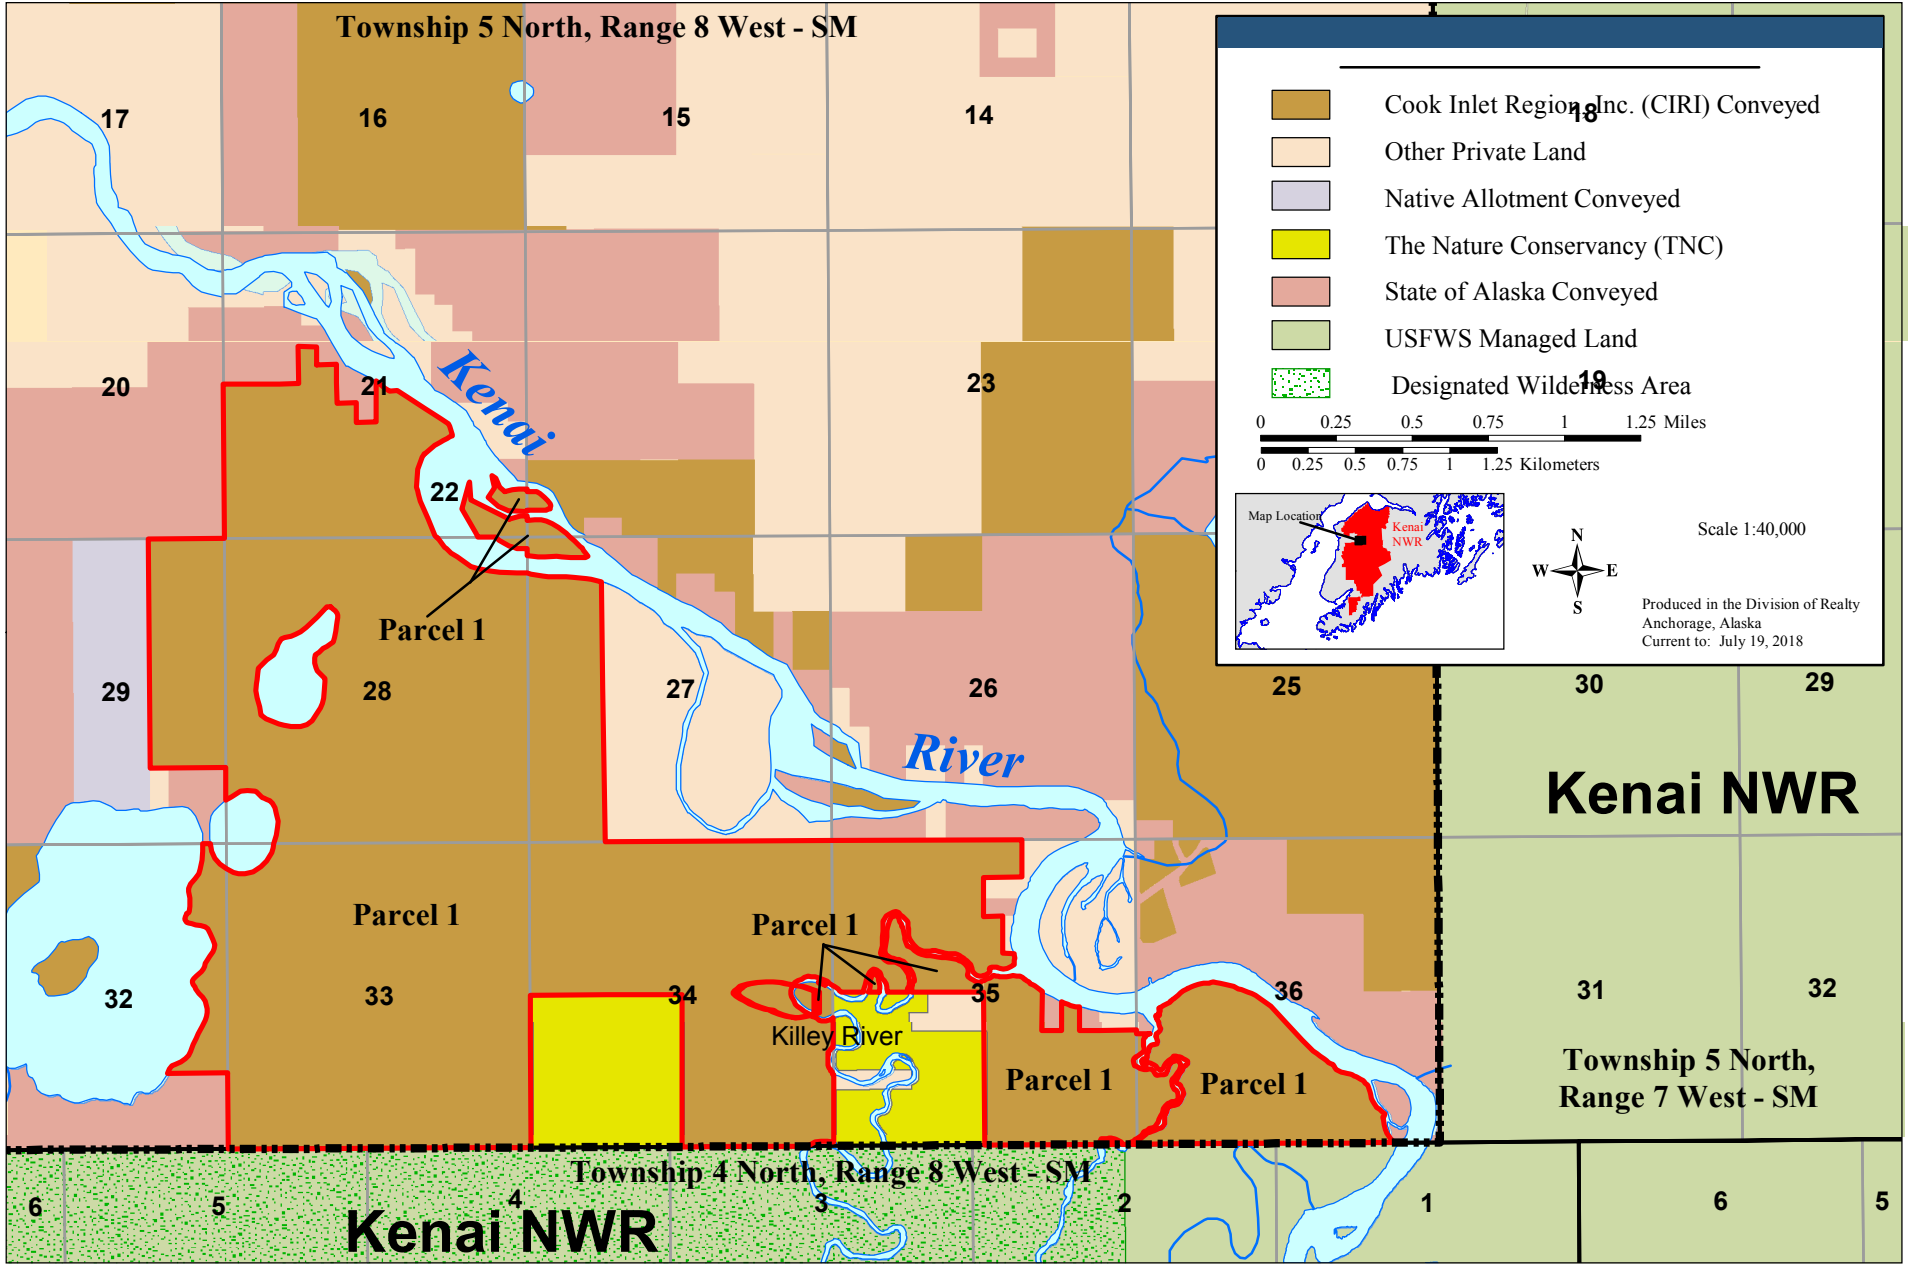 Township 5 North, Range 8 West - SM
17
16
15
14
18
Cook Inlet Region, Inc. (CIRI) Conveyed
Other Private Land
Native Allotment Conveyed
The Nature Conservancy (TNC)
State of Alaska Conveyed
USFWS Managed Land
Designated Wilderness Area
19
0 0.25 0.5 0.75 1 1.25 Miles
0 0.25 0.5 0.75 1 1.25 Kilometers
Map Location
Kenai
NWR
N
W E
S
Scale 1:40,000
Produced in the Division of Realty
Anchorage, Alaska
Current to: July 19, 2018
20
21
23
Kenai
22
Parcel 1
29
28
27
26
25
30
29
River
Kenai NWR
Parcel 1
Parcel 1
32
33
34
35
36
31
32
Killey River
Parcel 1
Parcel 1
Township 5 North,
Range 7 West - SM
Township 4 North, Range 8 West - SM
6
5
4
3
2
1
6
5
Kenai NWR